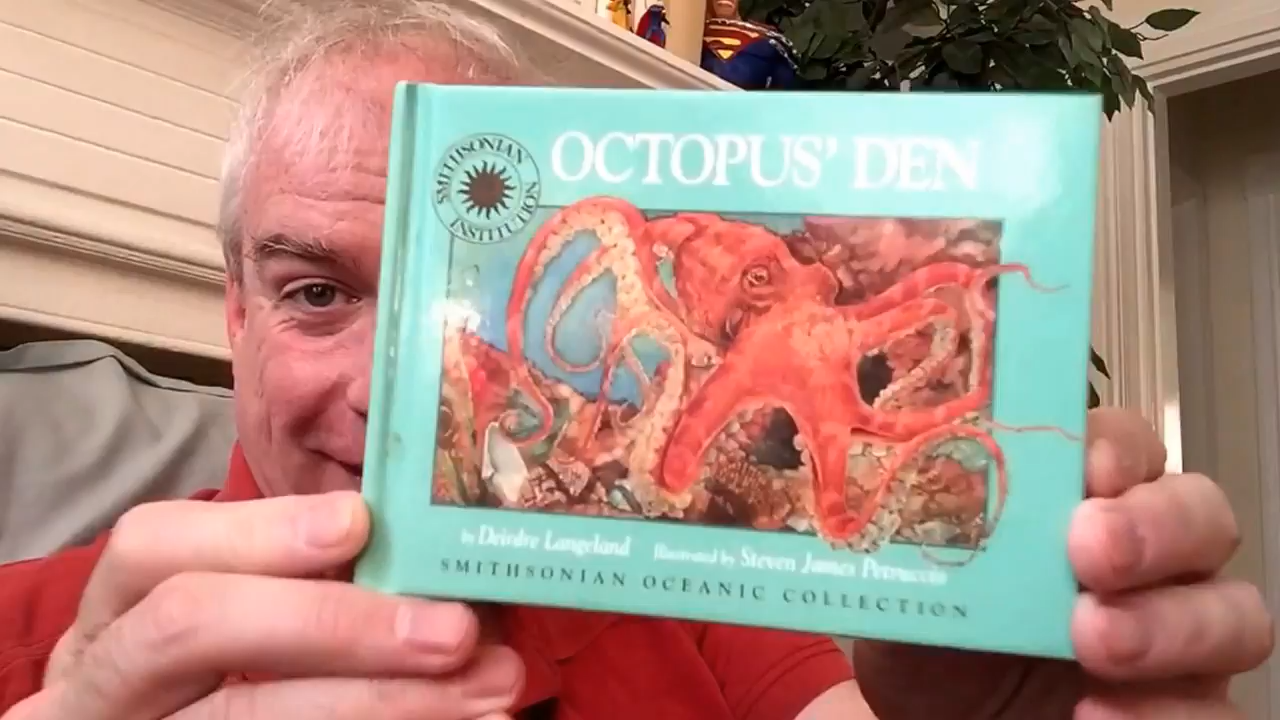 OCTOPUS' DEN
SMITHSONIAN
INSTITUTION
by Deirdre Langeland Illustrated by Steven James Petruccio
SMITHSONIAN OCEANIC COLLECTION